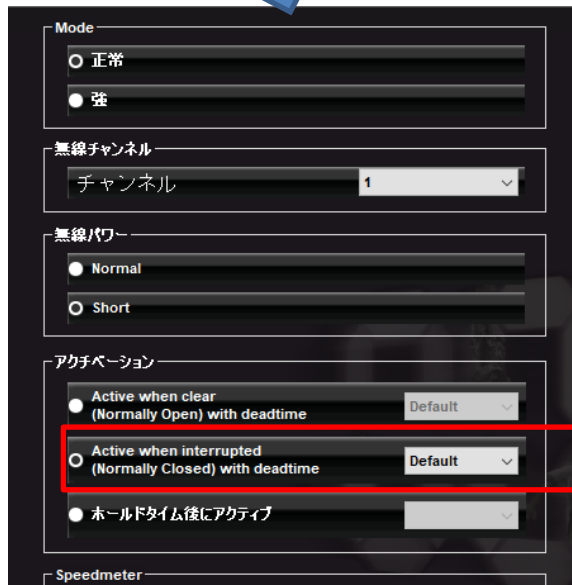 Mode
正常
強
無線チャンネル
チャンネル 1
無線パワー
Normal
Short
アクチベーション
Active when clear
(Normally Open) with deadtime Default
Active when interrupted
(Normally Closed) with deadtime Default
ホールドタイム後にアクティブ
Speedmeter